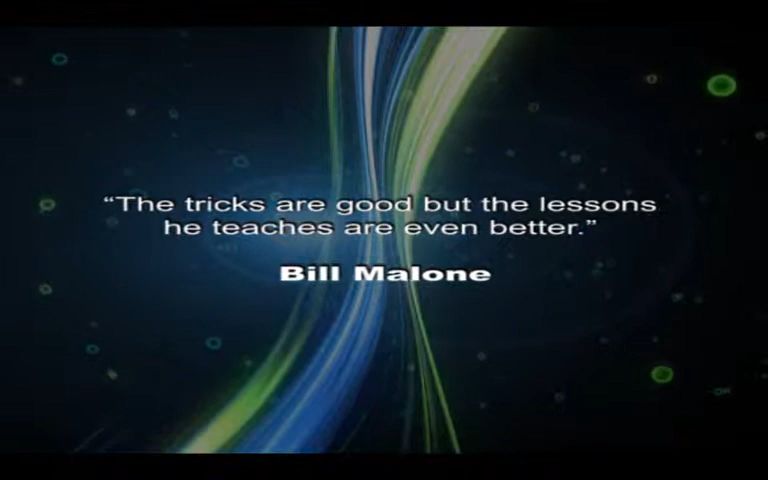 “The tricks are good but the lessons
he teaches are even better.”
Bill Malone